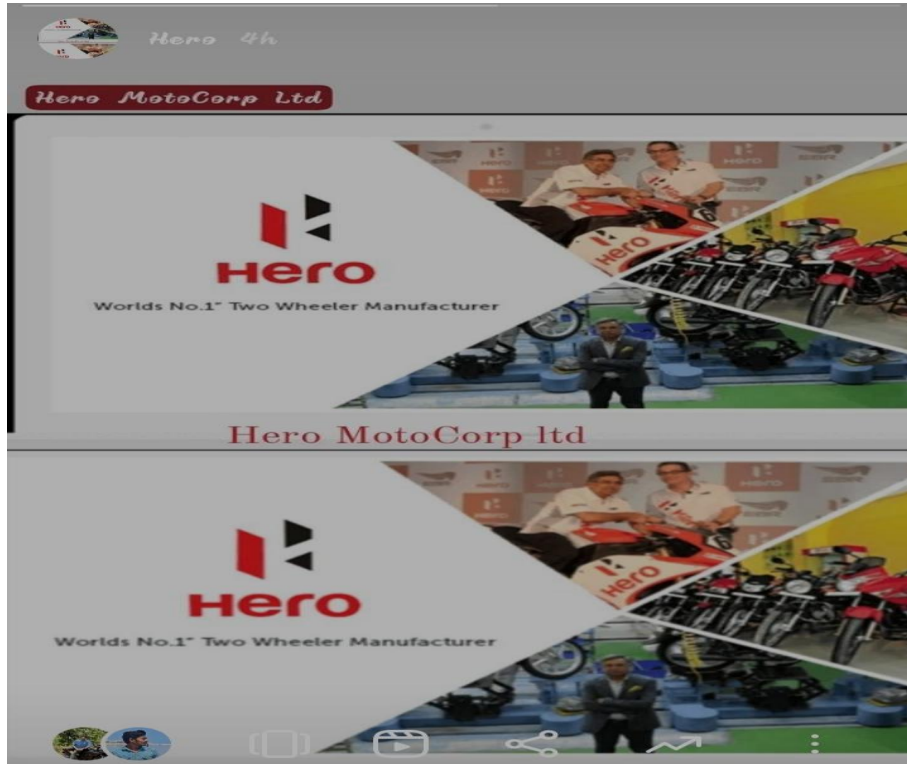 Hero 4h
Hero MotoCorp Ltd
Hero
Worlds No.1" Two Wheeler Manufacturer
Hero
Hero MotoCorp ltd
Hero
Worlds No.1" Two Wheeler Manufacturer
Hero